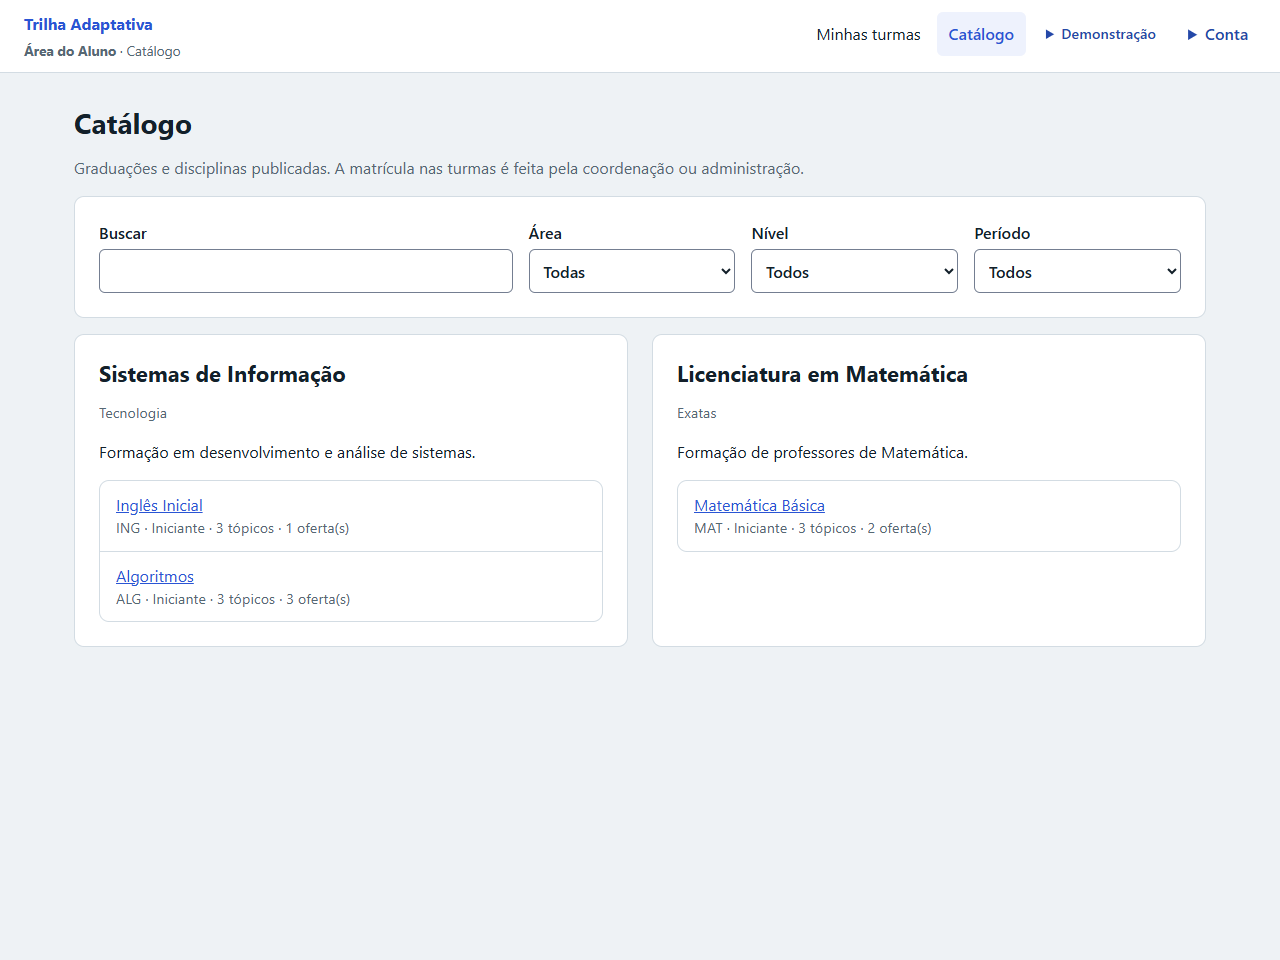 Trilha Adaptativa
Área do Aluno · Catálogo
Minhas turmas
Catálogo
Demonstração
Conta
Catálogo
Graduações e disciplinas publicadas. A matrícula nas turmas é feita pela coordenação ou administração.
Buscar
Área
Nível
Período
Todas
Todos
Todos
Sistemas de Informação
Tecnologia
Formação em desenvolvimento e análise de sistemas.
Inglês Inicial
ING · Iniciante · 3 tópicos · 1 oferta(s)
Algoritmos
ALG · Iniciante · 3 tópicos · 3 oferta(s)
Licenciatura em Matemática
Exatas
Formação de professores de Matemática.
Matemática Básica
MAT · Iniciante · 3 tópicos · 2 oferta(s)